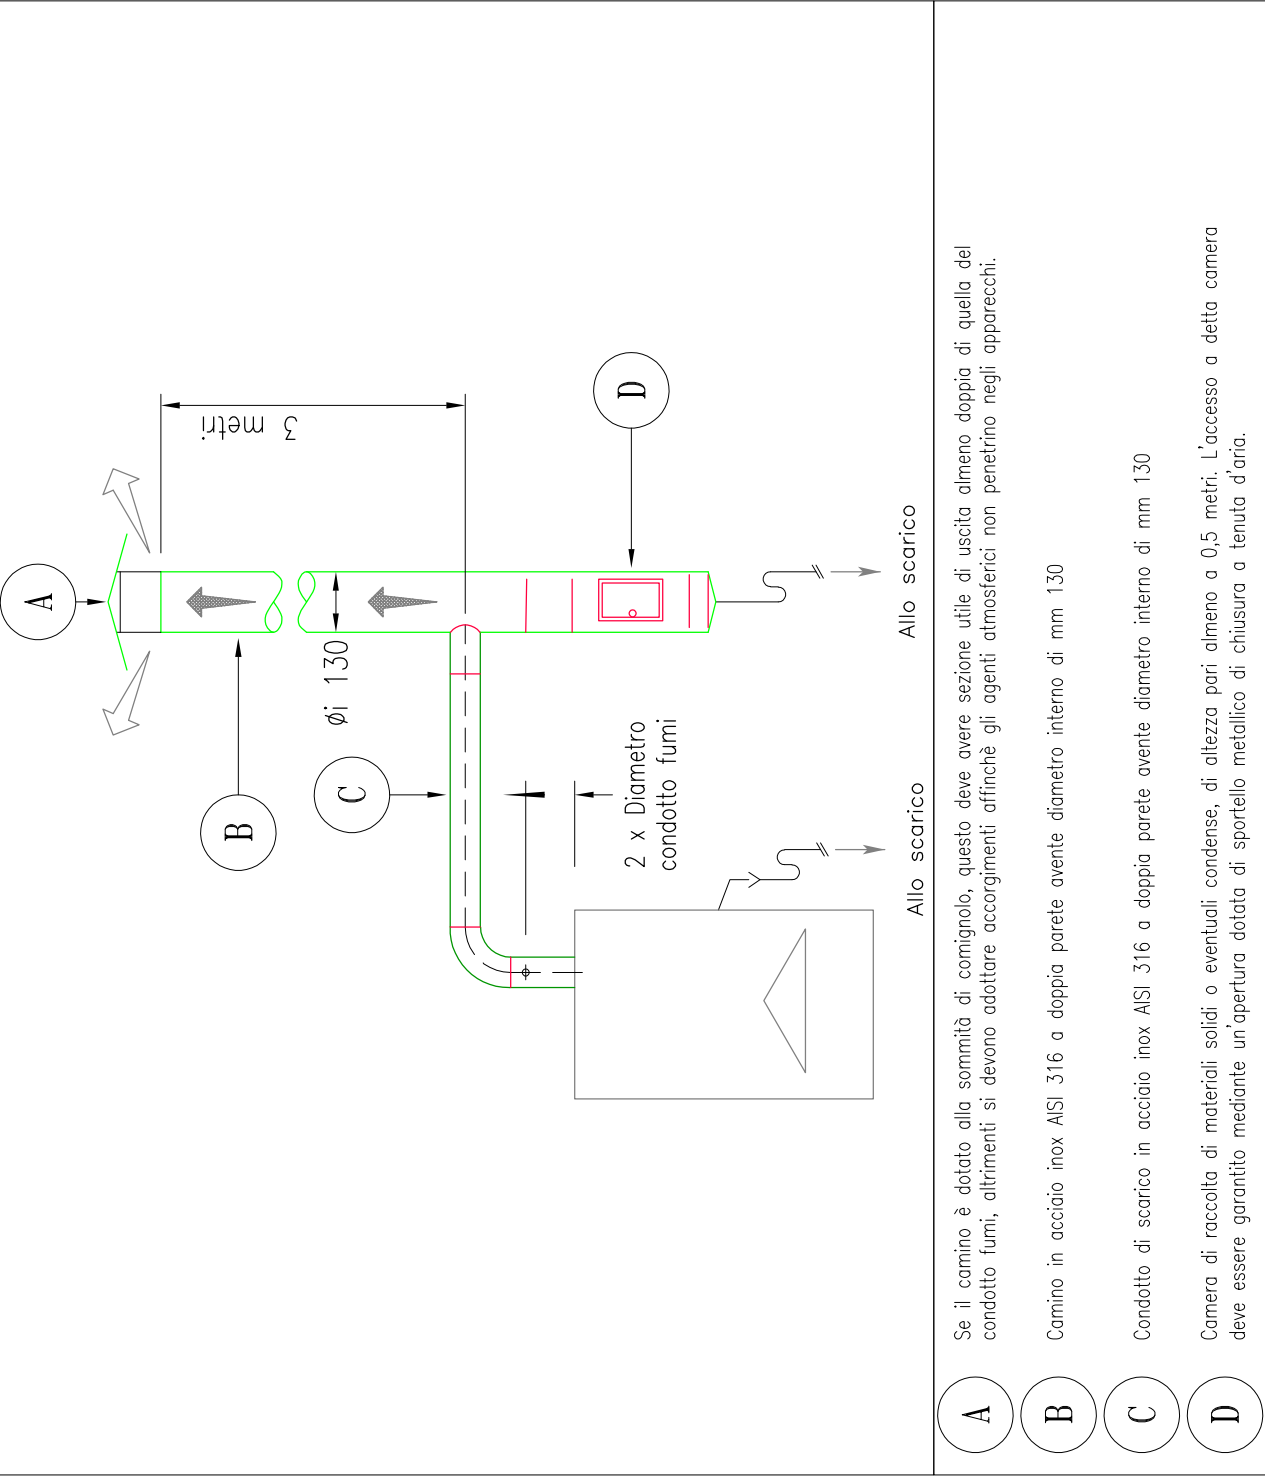 A
B
C
D
3 metri
øi 130
2 x Diametro
condotto fumi
Allo scarico
Allo scarico
A
Se il camino è dotato alla sommità di comignolo, questo deve avere sezione utile di uscita almeno doppia di quella del
condotto fumi, altrimenti si devono adottare accorgimenti affinchè gli agenti atmosferici non penetrino negli apparecchi.
B
Camino in acciaio inox AISI 316 a doppia parete avente diametro interno di mm 130
C
Condotto di scarico in acciaio inox AISI 316 a doppia parete avente diametro interno di mm 130
D
Camera di raccolta di materiali solidi o eventuali condense, di altezza pari almeno a 0,5 metri. L'accesso a detta camera
deve essere garantito mediante un'apertura dotata di sportello metallico di chiusura a tenuta d'aria.